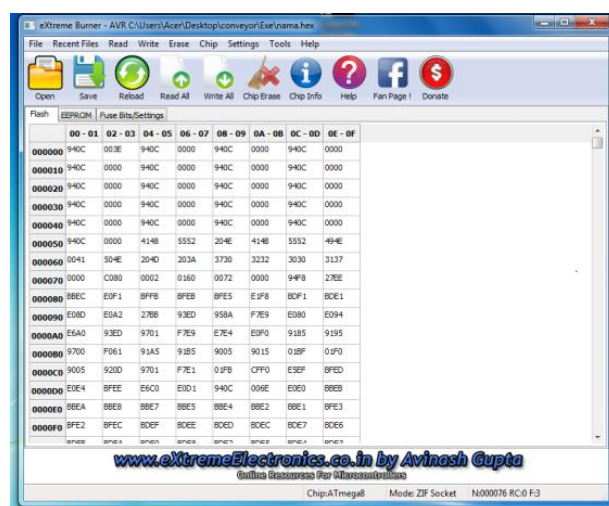 eXtreme Burner - AVR C:\Users\Acer\Desktop\conveyor\Exe\nama.hex
File Recent Files Read Write Erase Chip Settings Tools Help
Open Save Reload Read All Write All Chip Erase Chip Info Help Fan Page ! Donate
Flash EEPROM Fuse Bits/Settings
00 - 01 02 - 03 04 - 05 06 - 07 08 - 09 0A - 0B 0C - 0D 0E - 0F
000000 940C 003E 940C 0000 940C 0000 940C 0000
000010 940C 0000 940C 0000 940C 0000 940C 0000
000020 940C 0000 940C 0000 940C 0000 940C 0000
000030 940C 0000 940C 0000 940C 0000 940C 0000
000040 940C 0000 940C 0000 940C 0000 940C 0000
000050 940C 0000 4148 5552 204E 4148 5552 494E
000060 0041 504E 204D 203A 3730 3232 3030 3137
000070 0000 C080 0002 0160 0072 0000 94F8 27EE
000080 BBEC E0F1 BFFB BFEB BFE5 E1F8 BDF1 BDE1
000090 E08D E0A2 27BB 93ED 958A F7E9 E080 E094
0000A0 E6A0 93ED 9701 F7E9 E7E4 E0F0 9185 9195
0000B0 9700 F061 91A5 91B5 9005 9015 01BF 01F0
0000C0 9005 920D 9701 F7E1 01FB CFF0 E5EF BFED
0000D0 E0E4 BFEE E6C0 E0D1 940C 006E E0E0 BBEB
0000E0 BBEA BBE8 BBE7 BBE5 BBE4 BBE2 BBE1 BFE3
0000F0 BFE2 BFEC BDEF BDEE BDED BDEC BDE7 BDE6
www.eXtremeElectronics.co.in by Avinash Gupta
Online Resources For Microcontrollers
Chip:ATmega8 Mode: ZIF Socket N:000076 RC:0 F:3